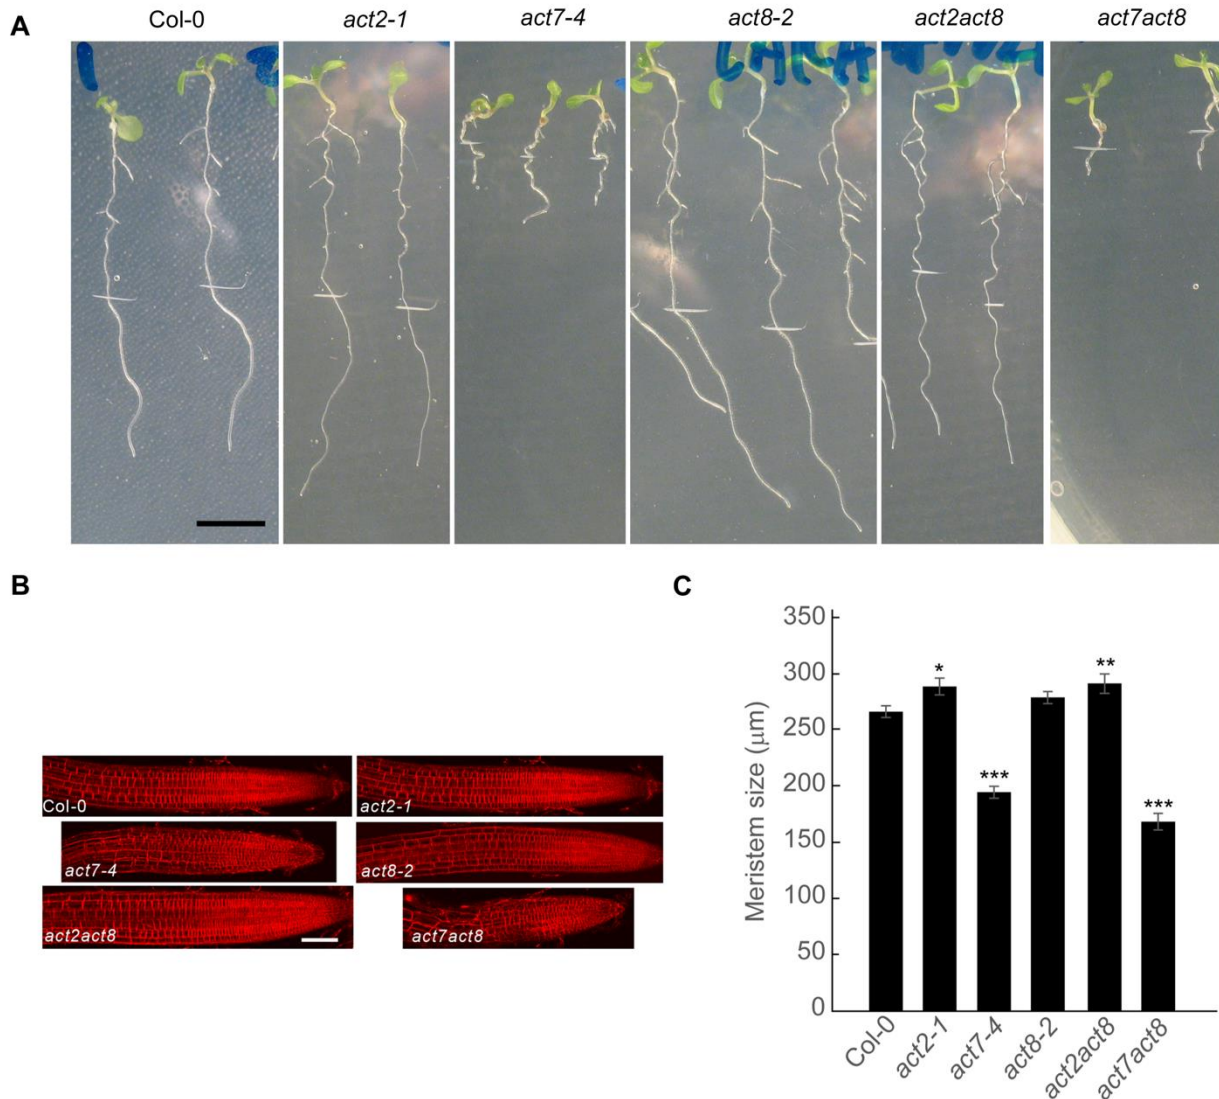 A
Col-0 act2-1 act7-4 act8-2 act2act8 act7act8
B
Col-0
act2-1
act7-4
act8-2
act2act8
act7act8
C
Meristem size (μm)
350
300
250
200
150
100
50
0
*
***
**
***
Col-0
act2-1
act7-4
act8-2
act2act8
act7act8